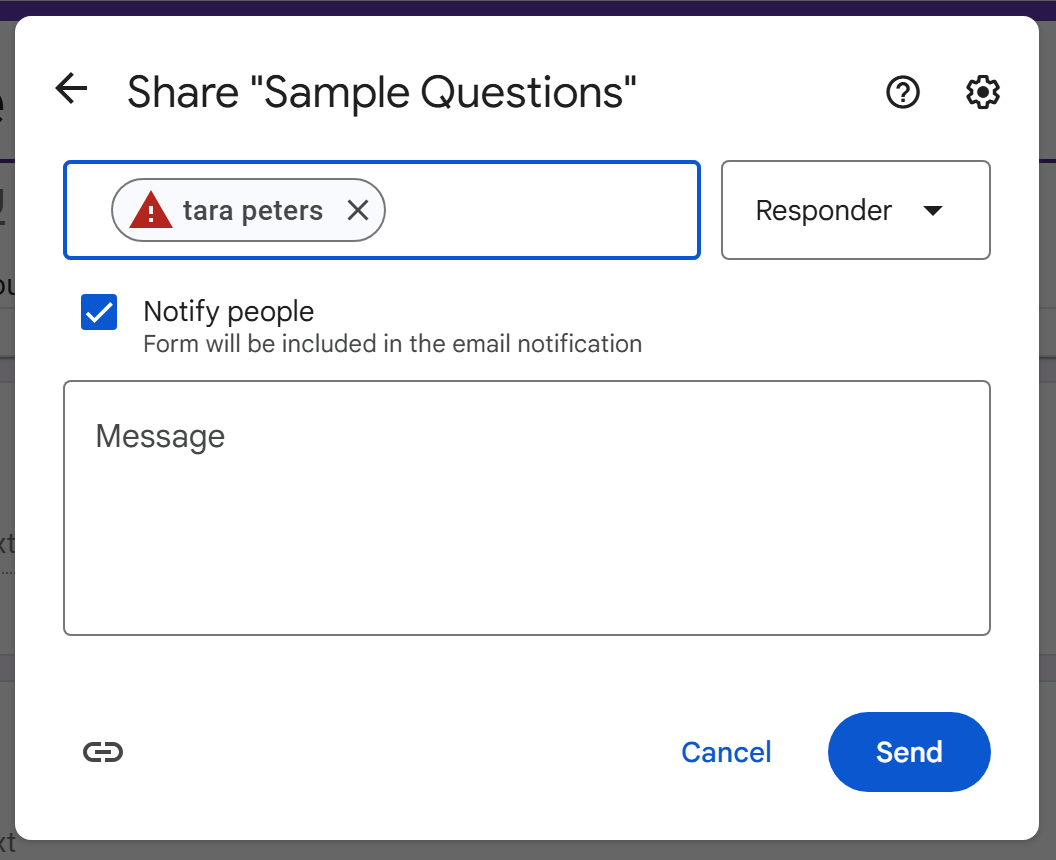 Share "Sample Questions"
tara peters
Responder
Notify people
Form will be included in the email notification
Message
Cancel
Send